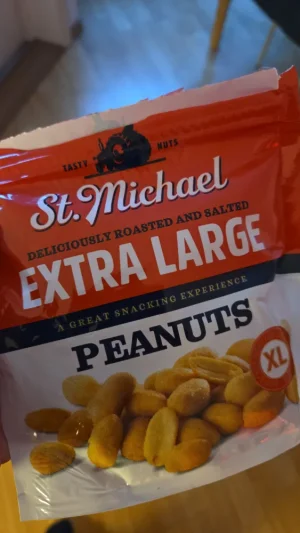 TASTY NUTS
St. Michael
DELICIOUSLY ROASTED AND SALTED
EXTRA LARGE
A GREAT SNACKING EXPERIENCE
PEANUTS
XL